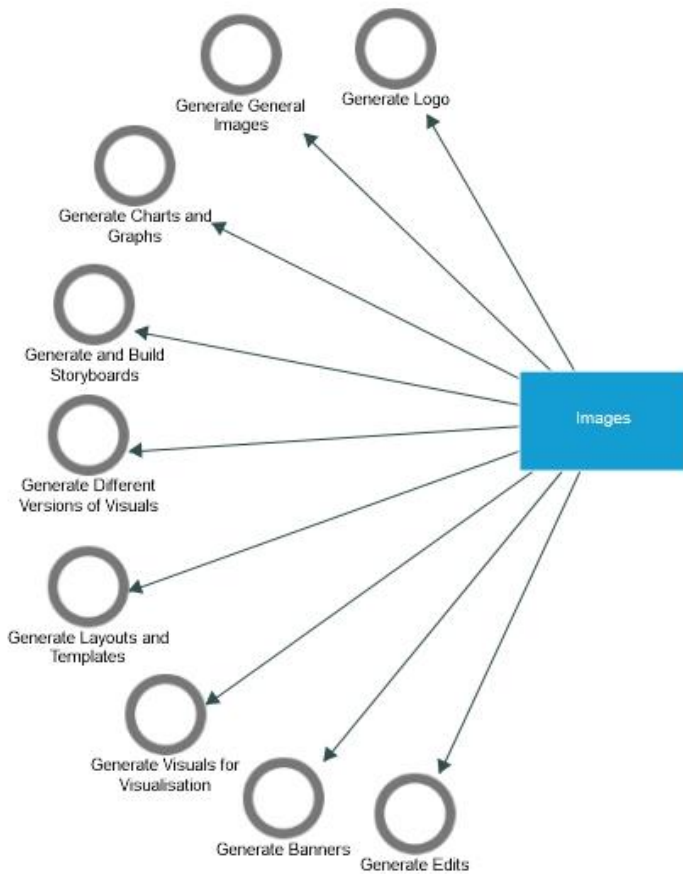 Generate General
Images
Generate Logo
Generate Charts and
Graphs
Generate and Build
Storyboards
Images
Generate Different
Versions of Visuals
Generate Layouts and
Templates
Generate Visuals for
Visualisation
Generate Banners
Generate Edits